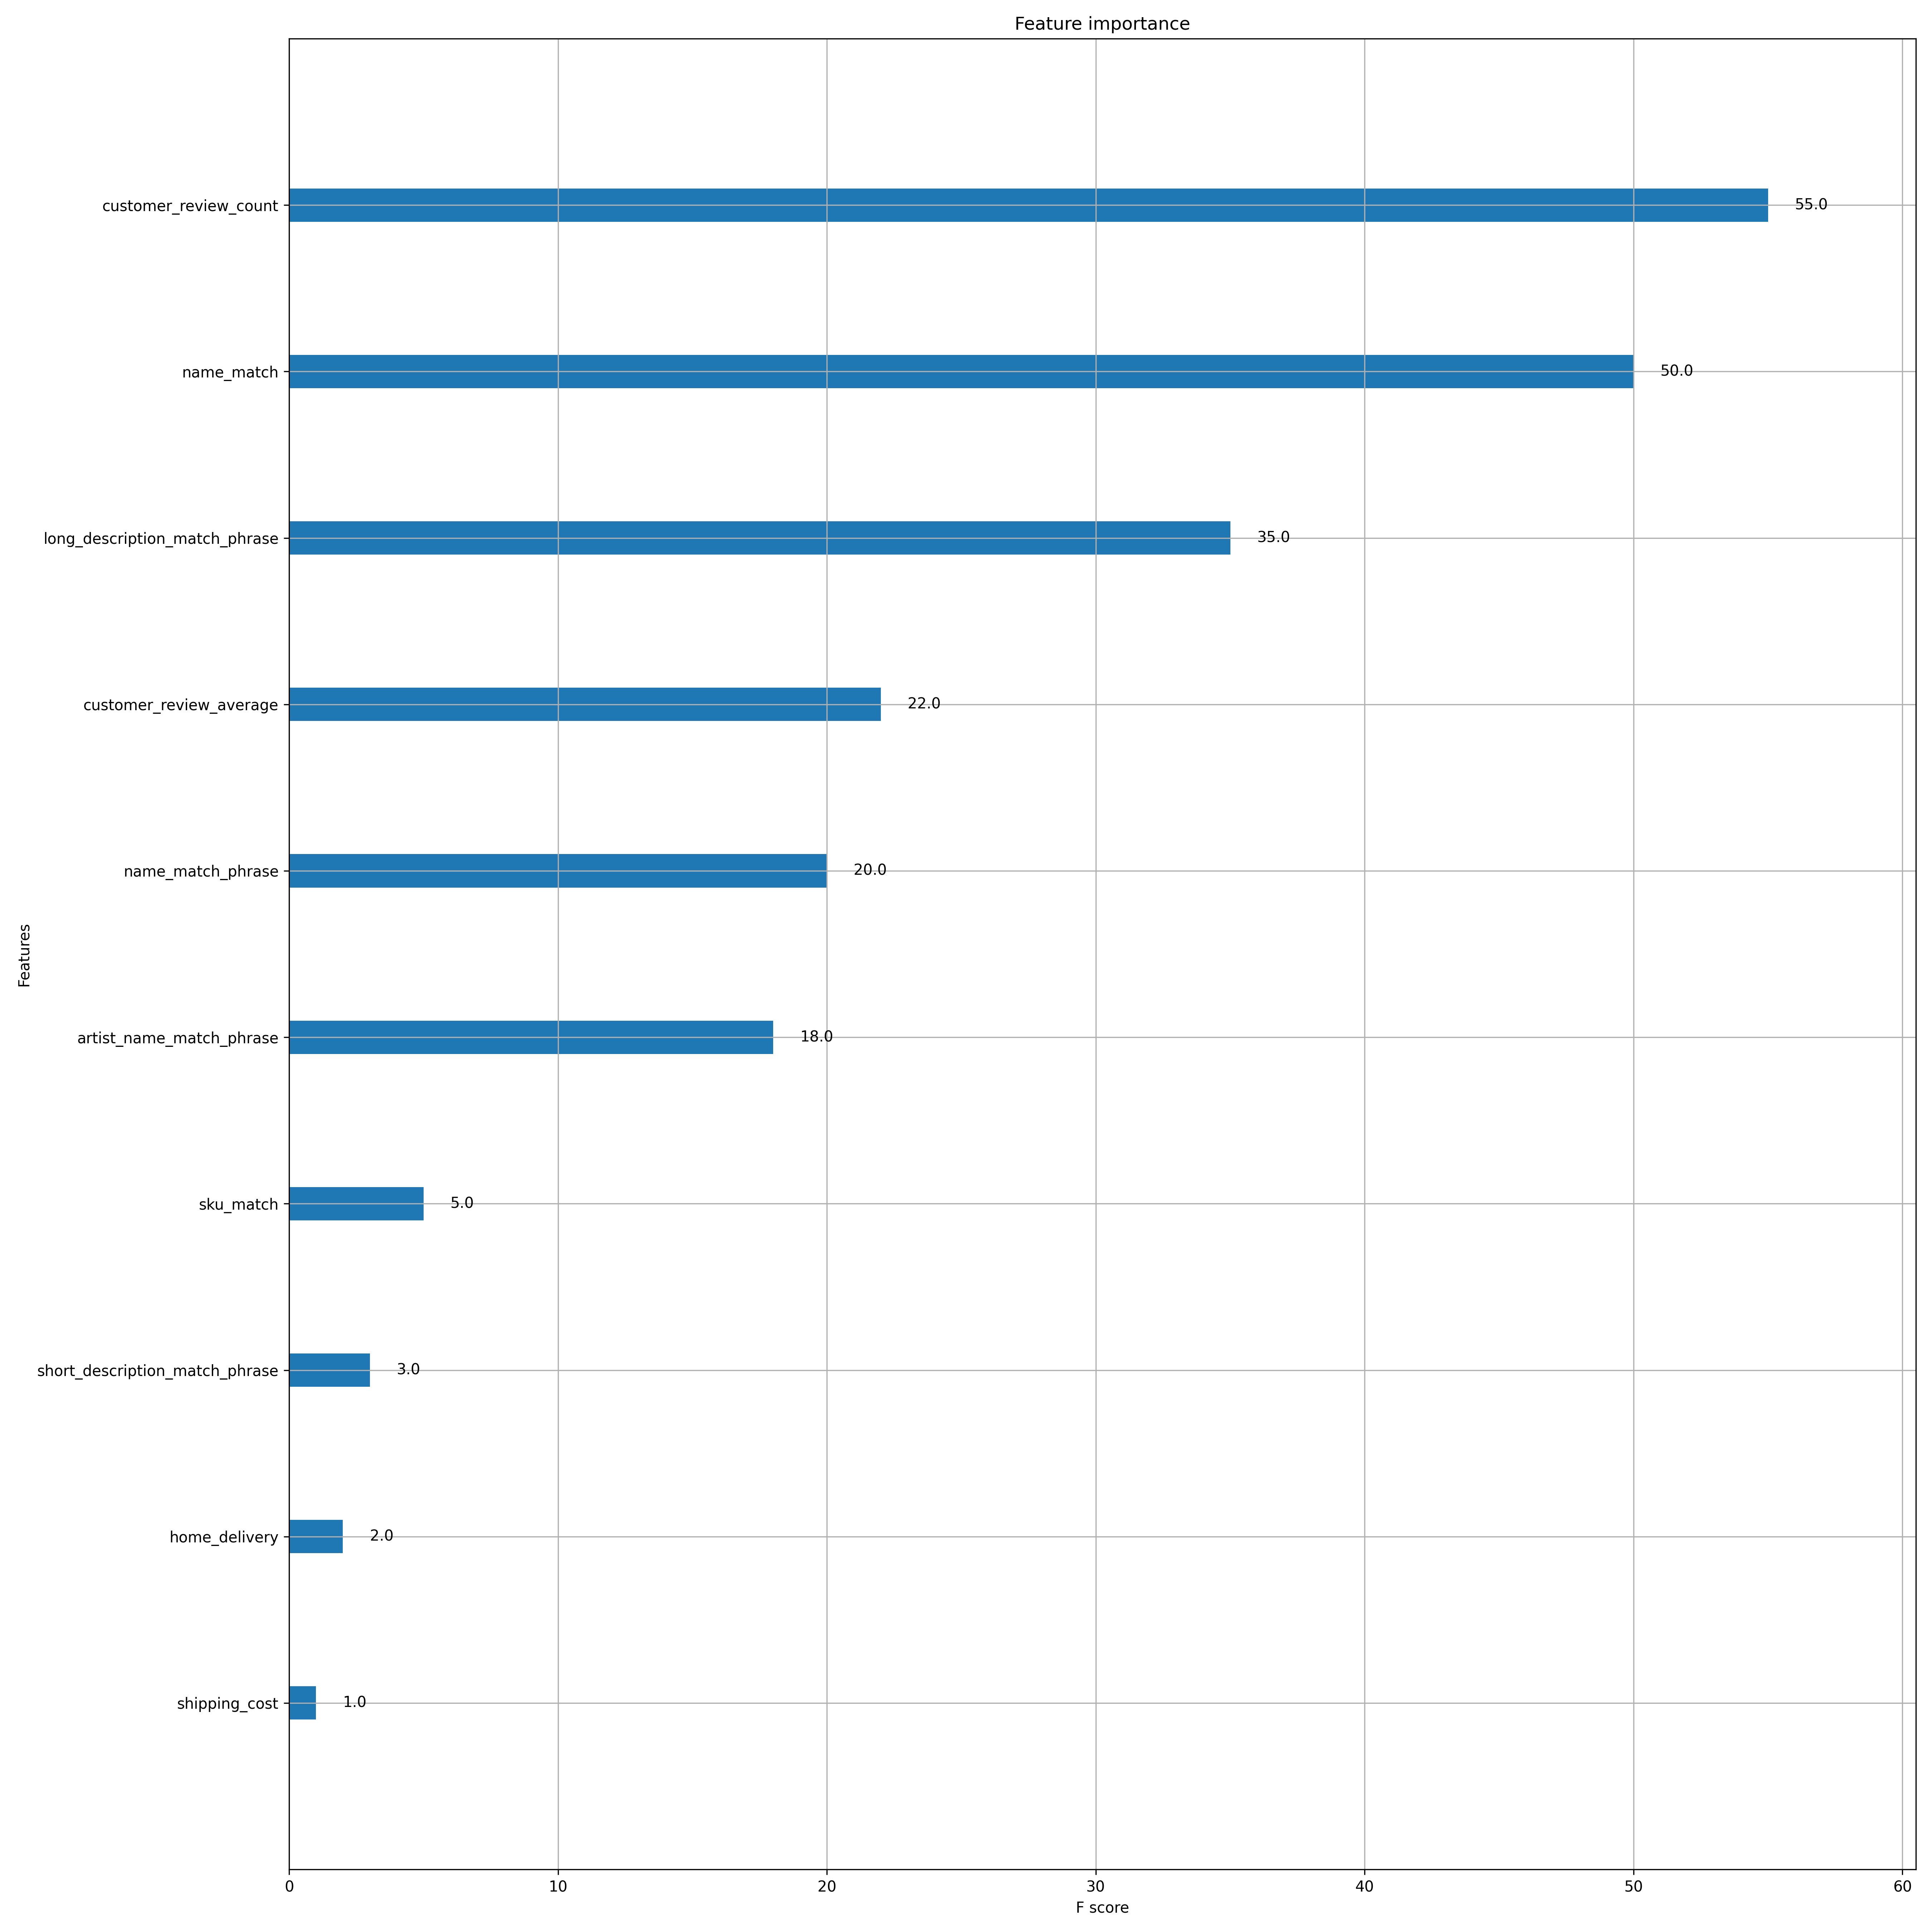 Feature importance
customer_review_count 55.0
name_match 50.0
long_description_match_phrase 35.0
customer_review_average 22.0
name_match_phrase 20.0
Features
artist_name_match_phrase 18.0
sku_match 5.0
short_description_match_phrase 3.0
home_delivery 2.0
shipping_cost 1.0
0 10 20 30 40 50 60
F score